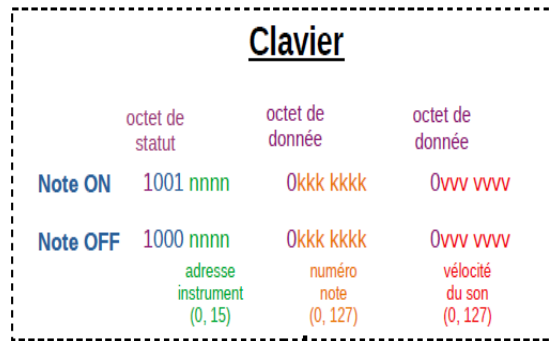 Clavier
octet de statut octet de donnée octet de donnée
Note ON 1001 nnnn 0kkk kkkk 0vvv vvvv
Note OFF 1000 nnnn 0kkk kkkk 0vvv vvvv
adresse numéro vélocité
instrument note du son
(0, 15) (0, 127) (0, 127)